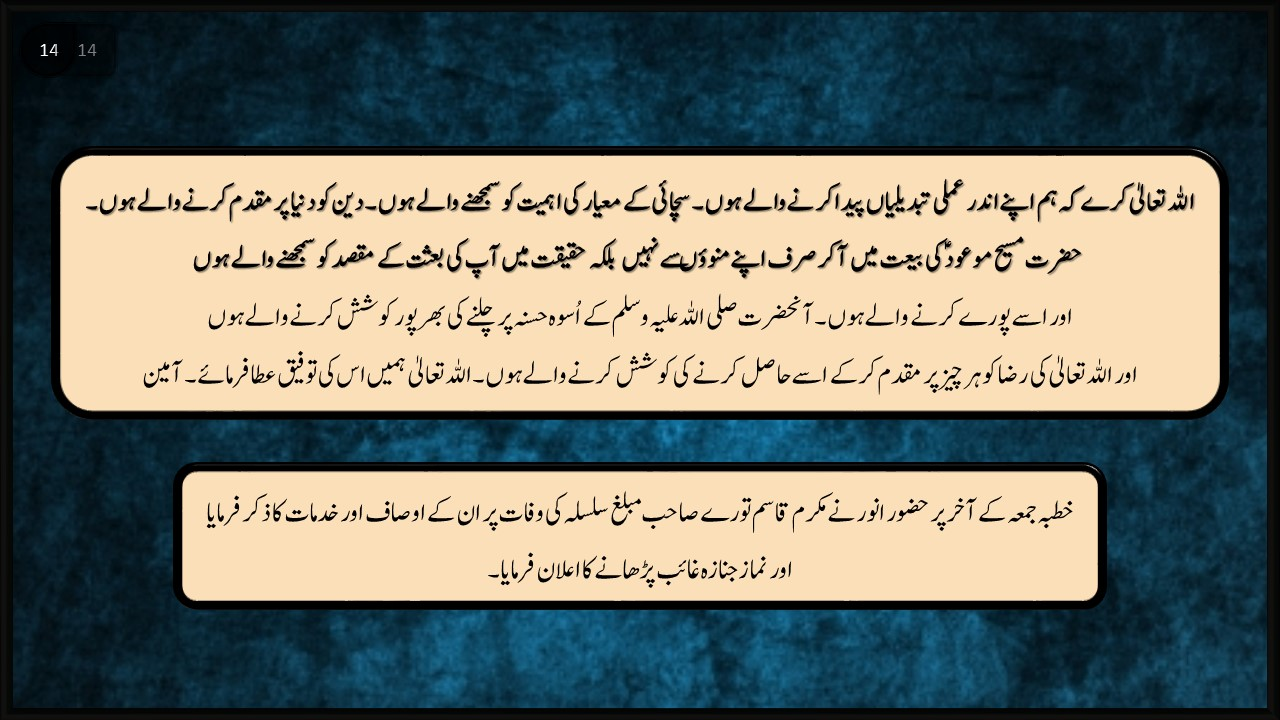 14 14
اللہ تعالیٰ کرے کہ ہم اپنے اندر عملی تبدیلیاں پیدا کرنے والے ہوں۔ سچائی کے معیار کی اہمیت کو سمجھنے والے ہوں۔ دین کو دنیا پر مقدم کرنے والے ہوں۔
حضرت مسیح موعودؑ کی بیعت میں آ کر صرف اپنے منوؤں سے نہیں بلکہ حقیقت میں آپ کی بعثت کے مقصد کو سمجھنے والے ہوں
اور اسے پورے کرنے والے ہوں۔ آنحضرت صلی اللہ علیہ وسلم کے اُسوہ حسنہ پر چلنے کی بھرپور کوشش کرنے والے ہوں
اور اللہ تعالیٰ کی رضا کو ہر چیز پر مقدم کر کے اسے حاصل کرنے کی کوشش کرنے والے ہوں۔ اللہ تعالیٰ ہمیں اس کی توفیق عطا فرمائے۔ آمین
خطبہ جمعہ کے آخر پر حضور انور نے مکرم قاسم تورے صاحب مبلغ سلسلہ کی وفات پر ان کے اوصاف اور خدمات کا ذکر فرمایا
اور نماز جنازہ غائب پڑھانے کا اعلان فرمایا۔